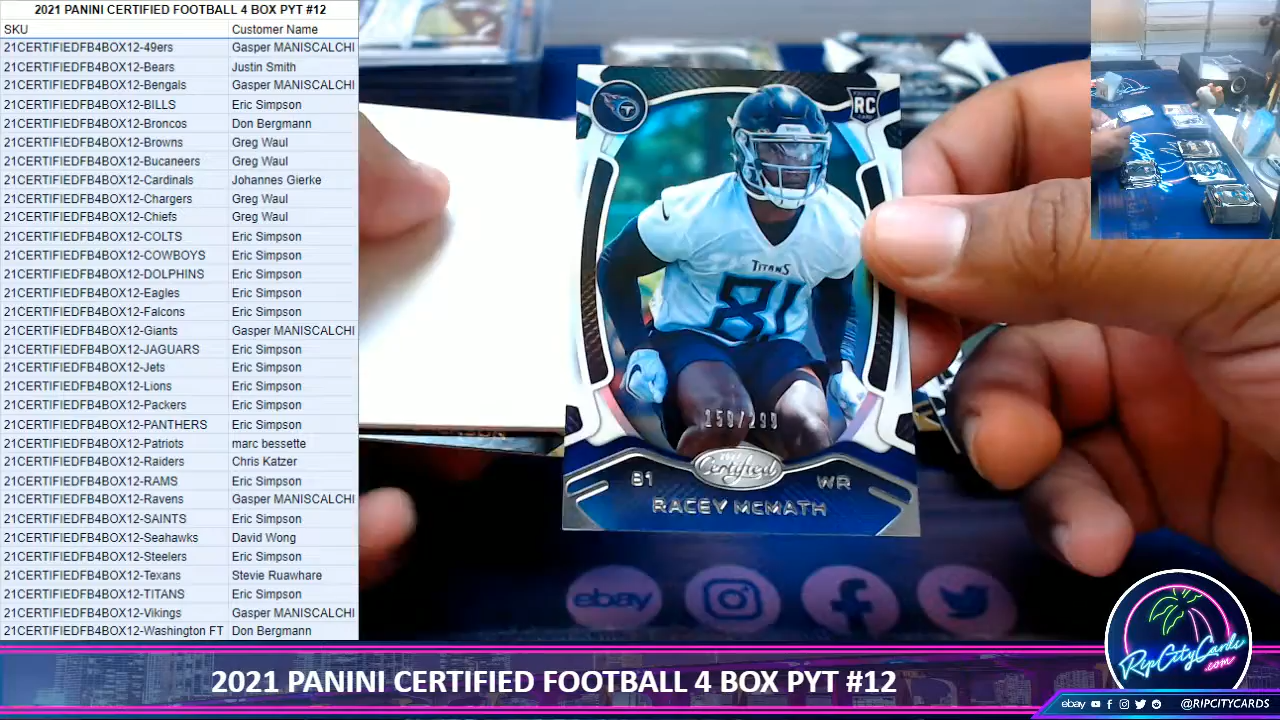 2021 PANINI CERTIFIED FOOTBALL 4 BOX PYT #12
SKU Customer Name
21CERTIFIEDFB4BOX12-49ers Gasper MANISCALCHI
21CERTIFIEDFB4BOX12-Bears Justin Smith
21CERTIFIEDFB4BOX12-Bengals Gasper MANISCALCHI
21CERTIFIEDFB4BOX12-BILLS Eric Simpson
21CERTIFIEDFB4BOX12-Broncos Don Bergmann
21CERTIFIEDFB4BOX12-Browns Greg Waul
21CERTIFIEDFB4BOX12-Bucaneers Greg Waul
21CERTIFIEDFB4BOX12-Cardinals Johannes Gierke
21CERTIFIEDFB4BOX12-Chargers Greg Waul
21CERTIFIEDFB4BOX12-Chiefs Greg Waul
21CERTIFIEDFB4BOX12-COLTS Eric Simpson
21CERTIFIEDFB4BOX12-COWBOYS Eric Simpson
21CERTIFIEDFB4BOX12-DOLPHINS Eric Simpson
21CERTIFIEDFB4BOX12-Eagles Eric Simpson
21CERTIFIEDFB4BOX12-Falcons Eric Simpson
21CERTIFIEDFB4BOX12-Giants Gasper MANISCALCHI
21CERTIFIEDFB4BOX12-JAGUARS Eric Simpson
21CERTIFIEDFB4BOX12-Jets Eric Simpson
21CERTIFIEDFB4BOX12-Lions Eric Simpson
21CERTIFIEDFB4BOX12-Packers Eric Simpson
21CERTIFIEDFB4BOX12-PANTHERS Eric Simpson
21CERTIFIEDFB4BOX12-Patriots marc bessette
21CERTIFIEDFB4BOX12-Raiders Chris Katzer
21CERTIFIEDFB4BOX12-RAMS Eric Simpson
21CERTIFIEDFB4BOX12-Ravens Gasper MANISCALCHI
21CERTIFIEDFB4BOX12-SAINTS Eric Simpson
21CERTIFIEDFB4BOX12-Seahawks David Wong
21CERTIFIEDFB4BOX12-Steelers Eric Simpson
21CERTIFIEDFB4BOX12-Texans Stevie Ruawhare
21CERTIFIEDFB4BOX12-TITANS Eric Simpson
21CERTIFIEDFB4BOX12-Vikings Gasper MANISCALCHI
21CERTIFIEDFB4BOX12-Washington FT Don Bergmann
RC
TITANS
81
159/299
2021
Certified
81 WR
RACEY MCMATH
ebay
RipCityCards
.com
2021 PANINI CERTIFIED FOOTBALL 4 BOX PYT #12
ebay @RIPCITYCARDS